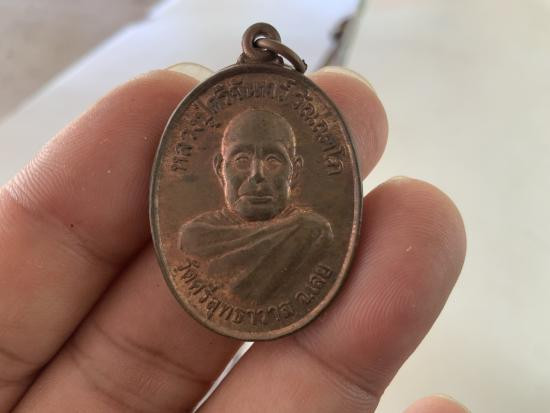 หลวงปู่ศรีจันทร์ วัณณาโภ
วัดศรีสุทธาวาส จ.เลย